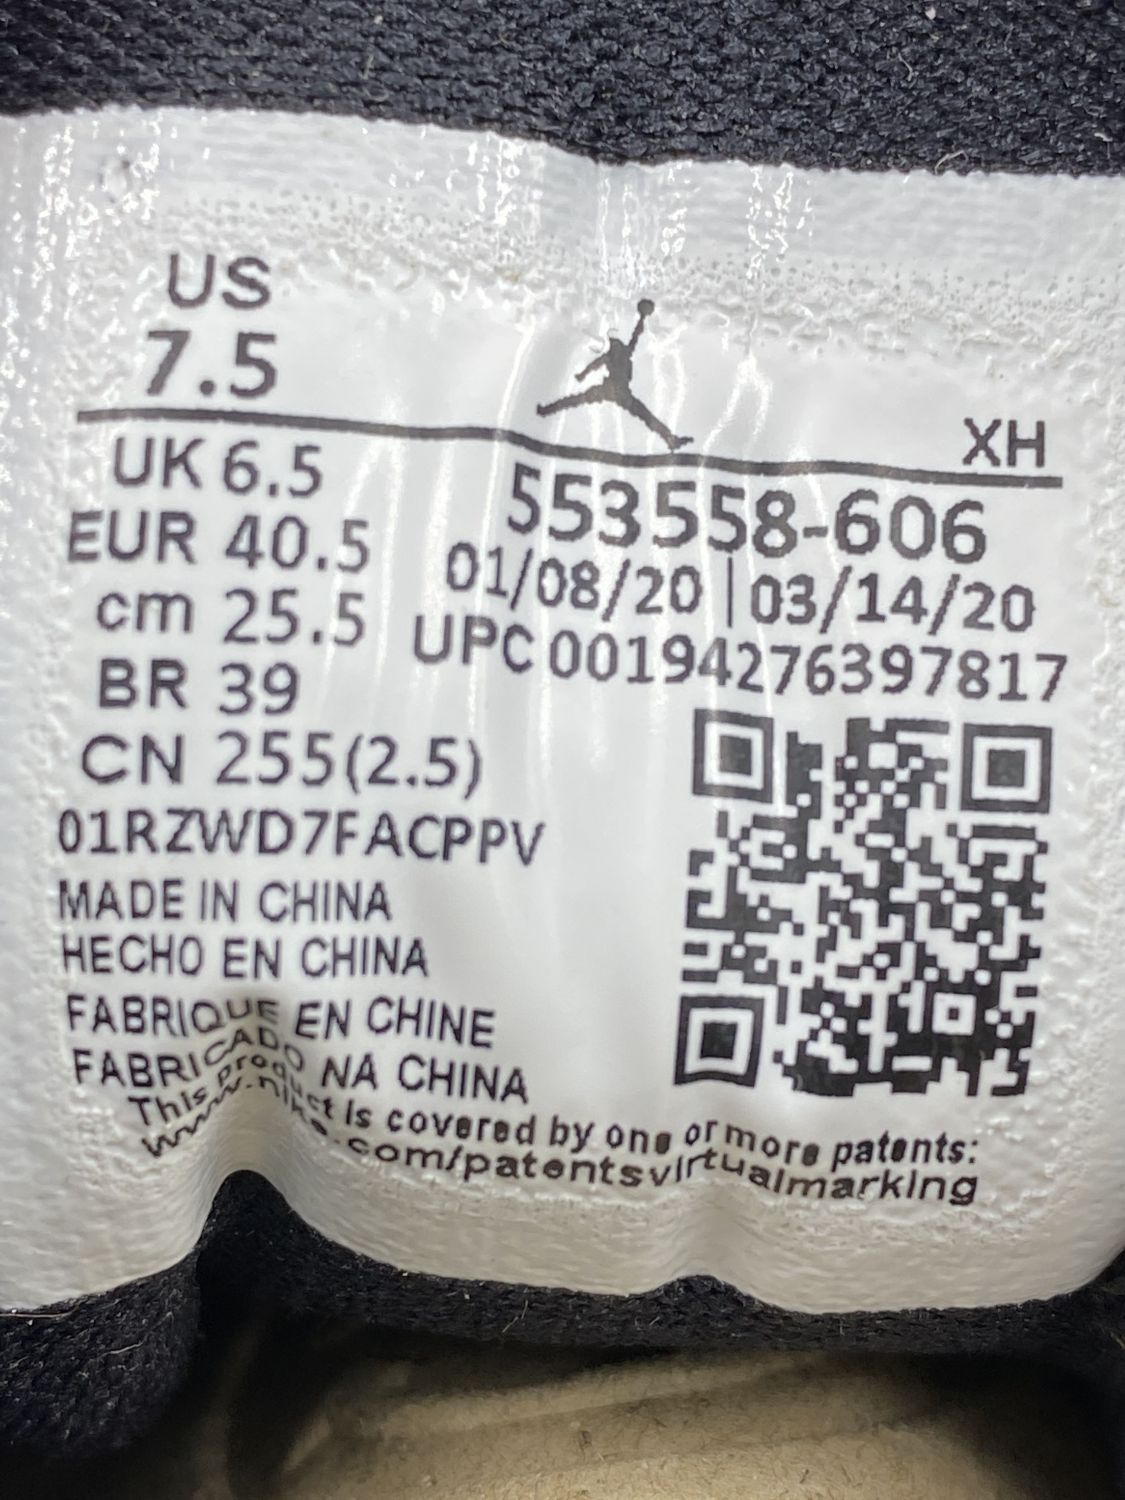 US
7.5
XH
UK 6.5
EUR 40.5
cm 25.5
BR 39
CN 255(2.5)
553558-606
01/08/20 | 03/14/20
UPC 00194276397817
01RZWD7FACPPV
MADE IN CHINA
HECHO EN CHINA
FABRIQUE EN CHINE
FABRICADO NA CHINA
This product is covered by one or more patents:
www.nike.com/patentsvirtualmarking